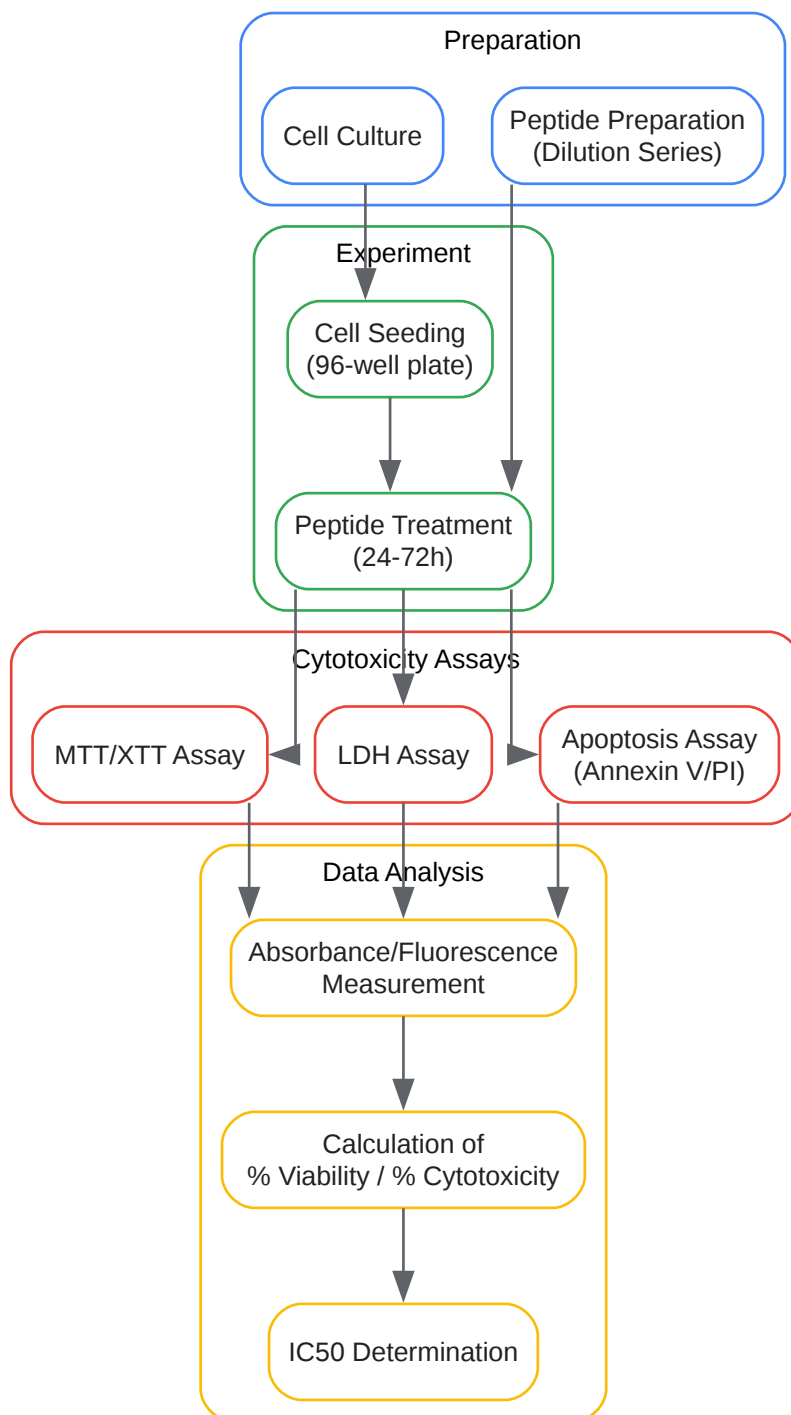 Preparation
Cell Culture
Peptide Preparation
(Dilution Series)
Experiment
Cell Seeding
(96-well plate)
Peptide Treatment
(24-72h)
Cytotoxicity Assays
MTT/XTT Assay
LDH Assay
Apoptosis Assay
(Annexin V/PI)
Data Analysis
Absorbance/Fluorescence
Measurement
Calculation of
% Viability / % Cytotoxicity
IC50 Determination